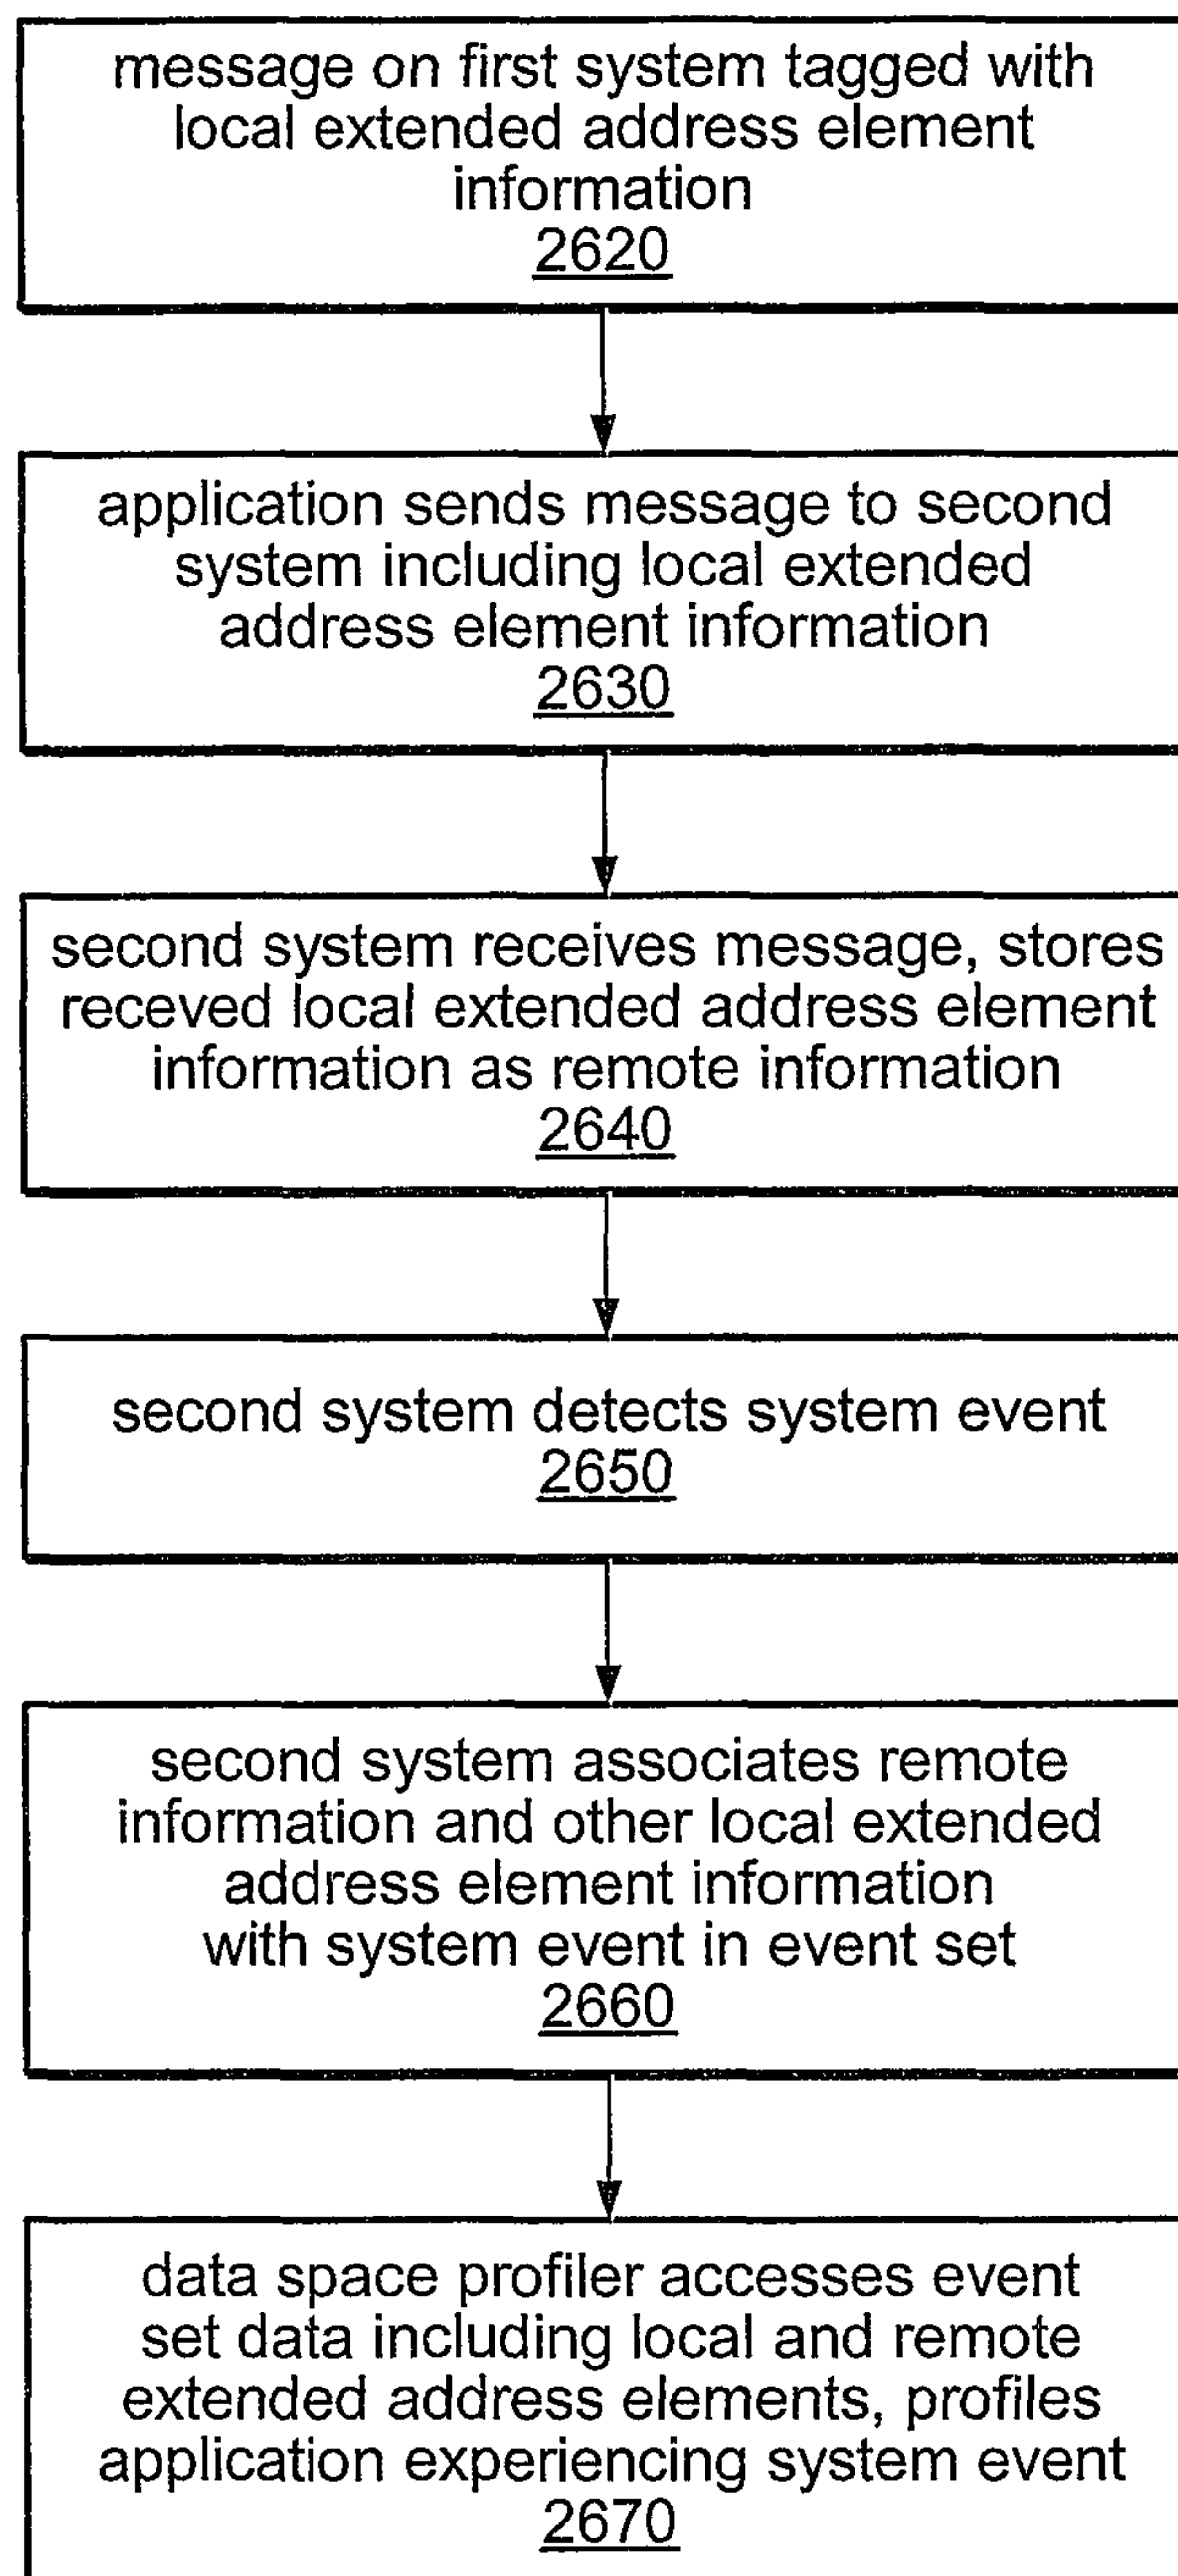 message on first system tagged with
local extended address element
information
2620
application sends message to second
system including local extended
address element information
2630
second system receives message, stores
receved local extended address element
information as remote information
2640
second system detects system event
2650
second system associates remote
information and other local extended
address element information
with system event in event set
2660
data space profiler accesses event
set data including local and remote
extended address elements, profiles
application experiencing system event
2670